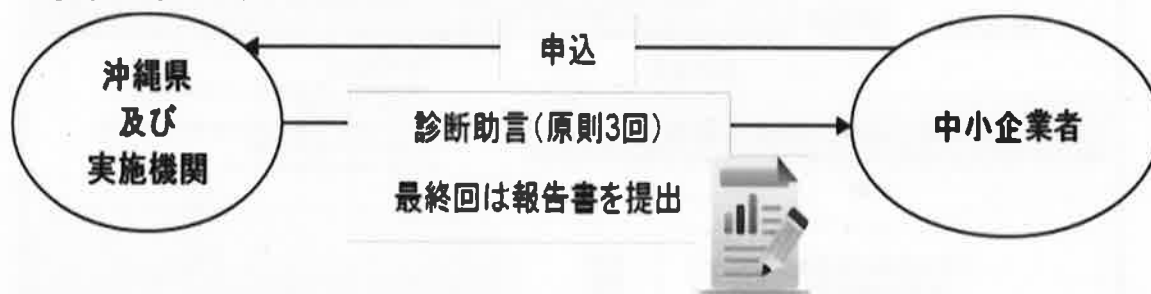 申込
沖縄県
及び
実施機関
診断助言(原則3回)
最終回は報告書を提出
中小企業者